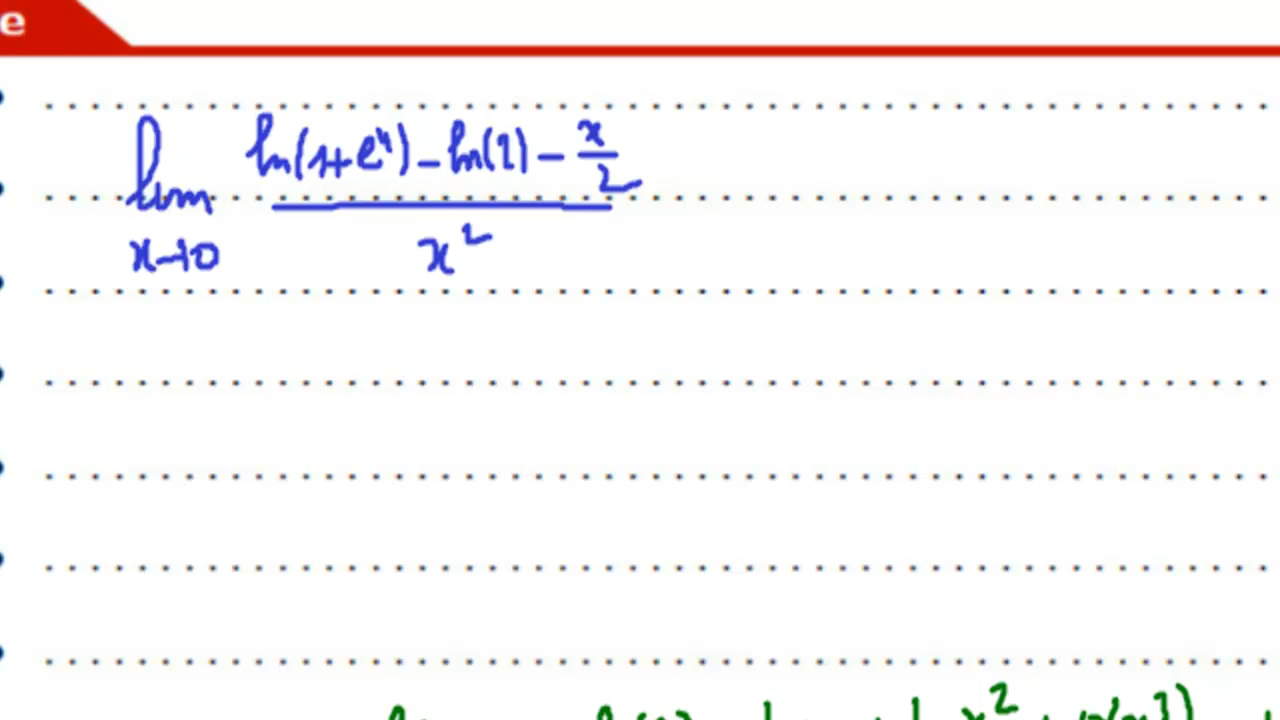 e
lim ln(1+eˣ) - ln(2) - x/2
x→0 x²